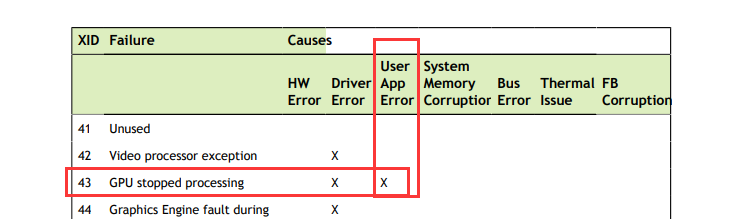 XID Failure Causes
HW Error Driver Error User App Error System Memory Corruption Bus Error Thermal Issue FB Corruption
41 Unused
42 Video processor exception X
43 GPU stopped processing X X
44 Graphics Engine fault during X